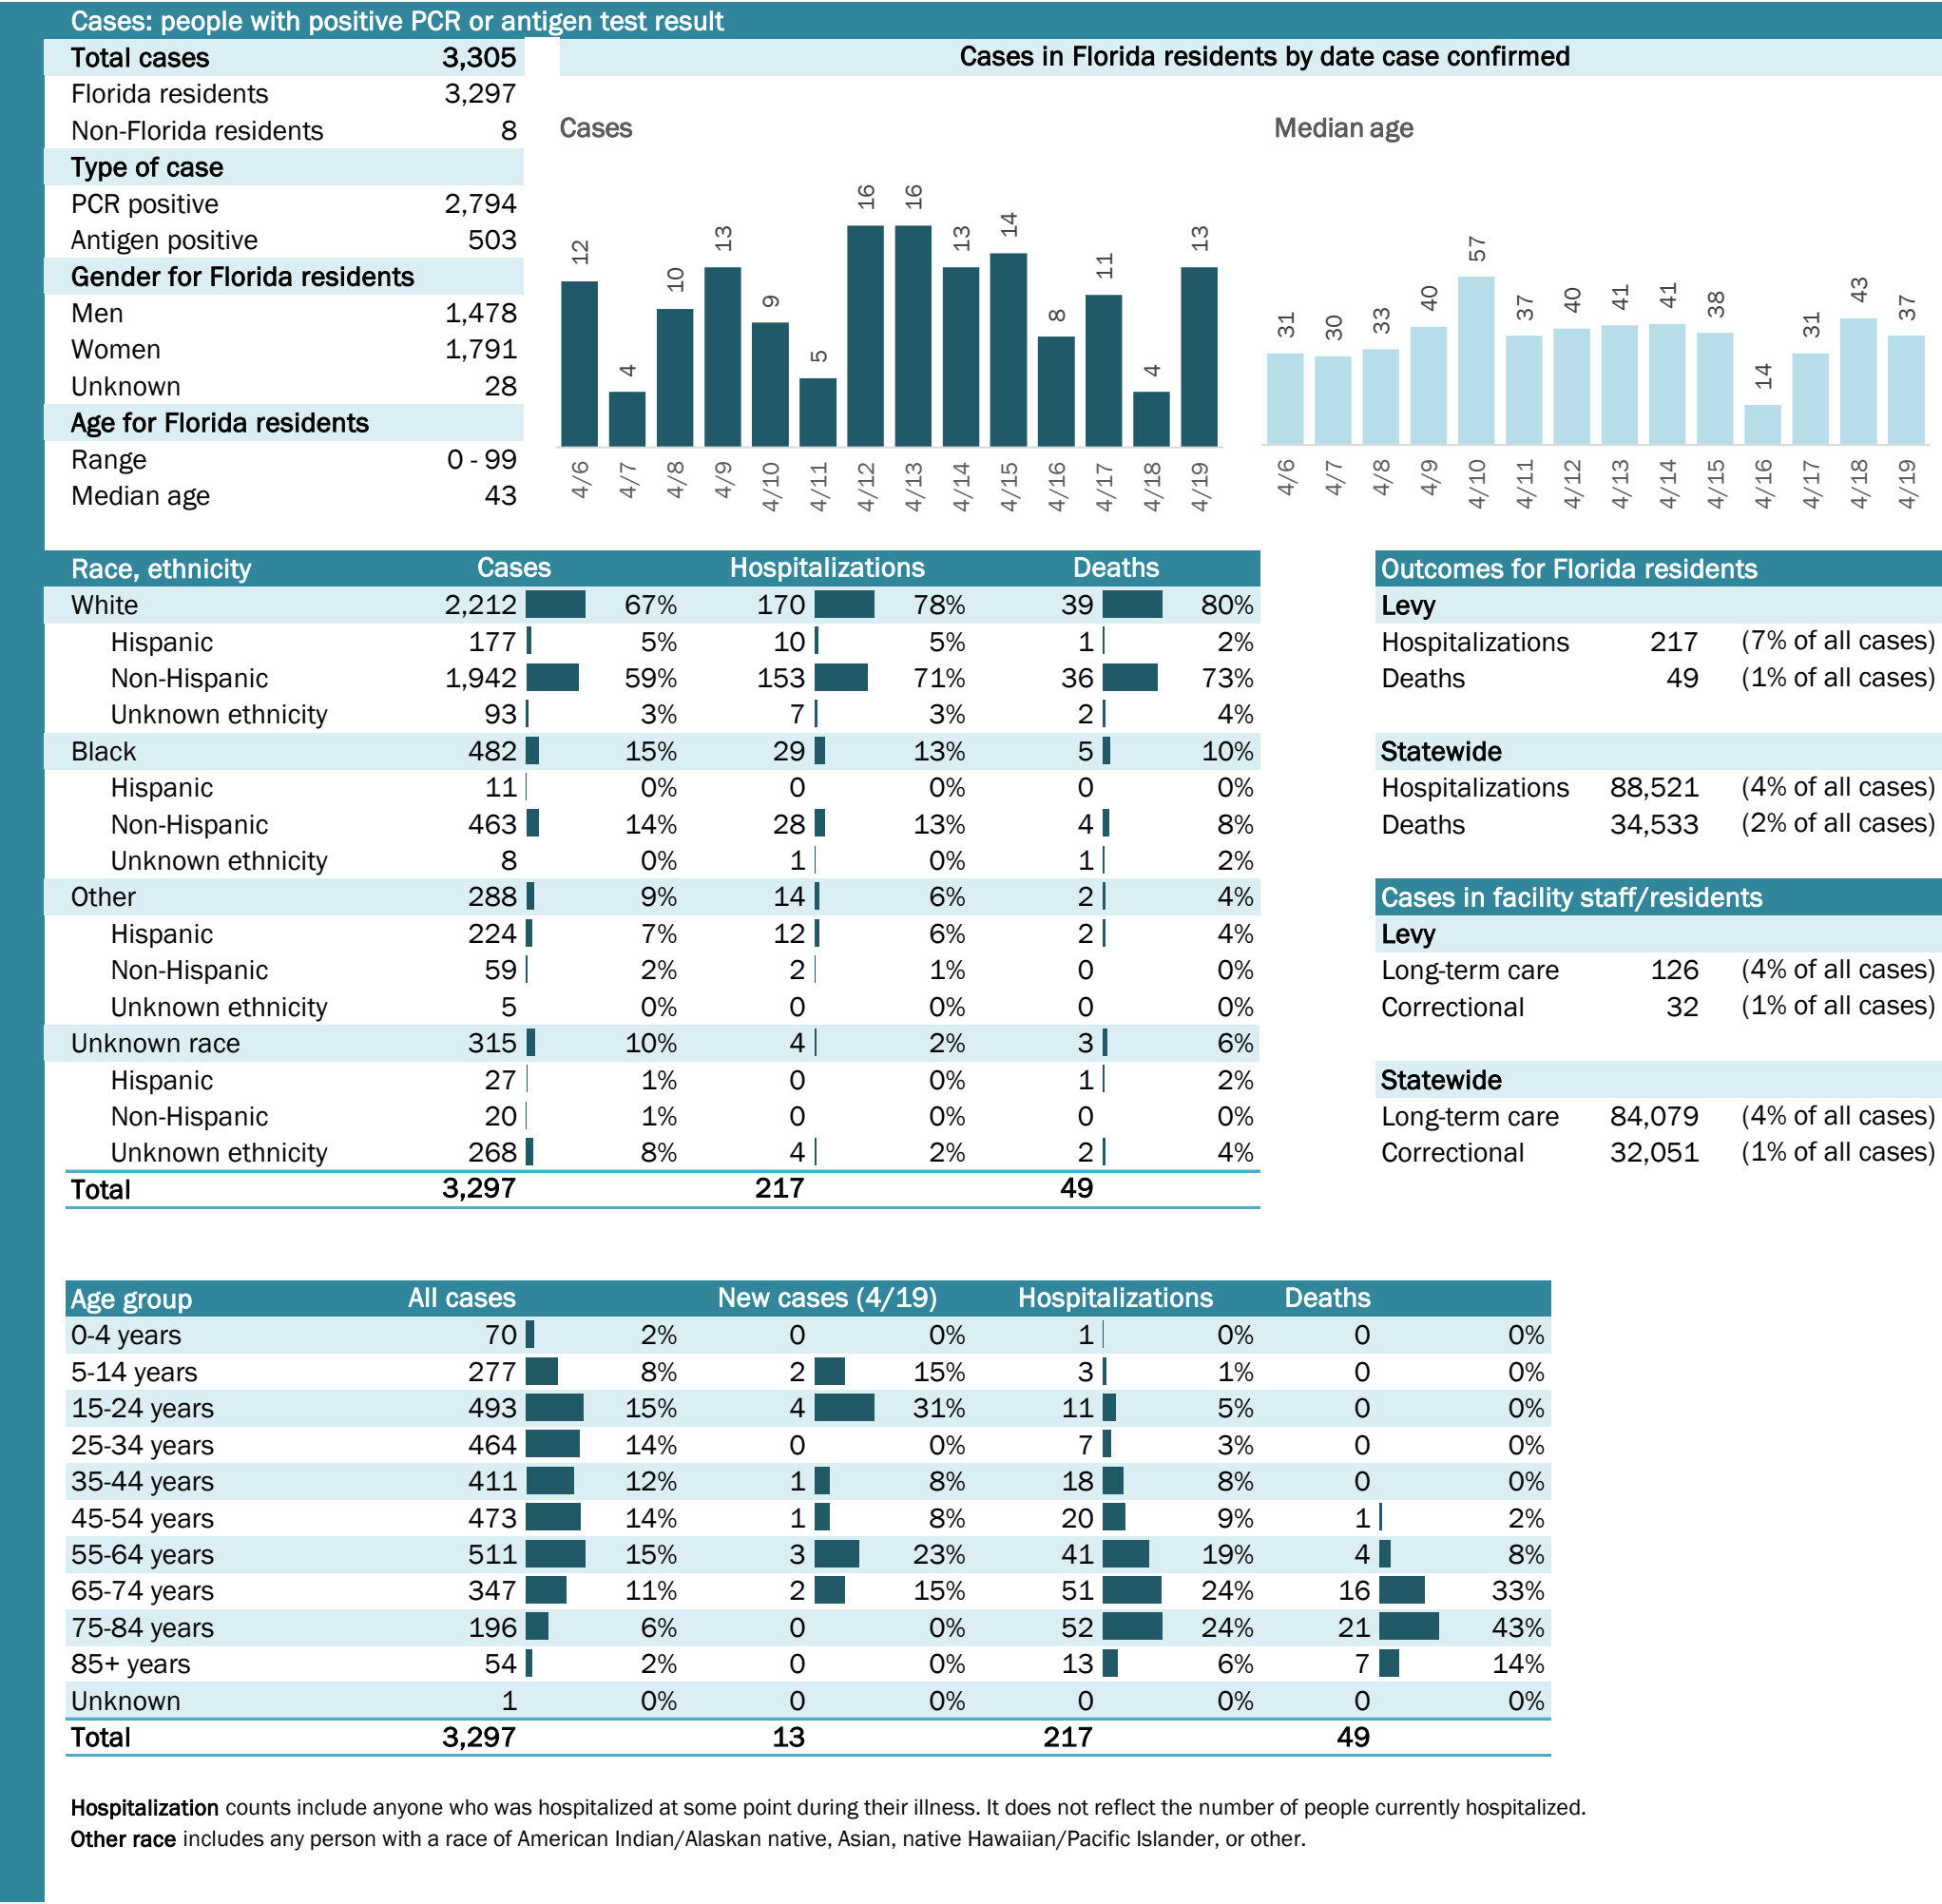 Cases: people with positive PCR or antigen test result
Total cases 3,305
Florida residents 3,297
Non-Florida residents 8
Type of case
PCR positive 2,794
Antigen positive 503
Gender for Florida residents
Men 1,478
Women 1,791
Unknown 28
Age for Florida residents
Range 0 - 99
Median age 43
Cases in Florida residents by date case confirmed
Cases
12 4 10 13 9 5 16 16 13 14 8 11 4 13
4/6 4/7 4/8 4/9 4/10 4/11 4/12 4/13 4/14 4/15 4/16 4/17 4/18 4/19
Median age
31 30 33 40 57 37 40 41 41 38 14 31 43 37
4/6 4/7 4/8 4/9 4/10 4/11 4/12 4/13 4/14 4/15 4/16 4/17 4/18 4/19
Race, ethnicity Cases Hospitalizations Deaths
White 2,212 67% 170 78% 39 80%
Hispanic 177 5% 10 5% 1 2%
Non-Hispanic 1,942 59% 153 71% 36 73%
Unknown ethnicity 93 3% 7 3% 2 4%
Black 482 15% 29 13% 5 10%
Hispanic 11 0% 0 0% 0 0%
Non-Hispanic 463 14% 28 13% 4 8%
Unknown ethnicity 8 0% 1 0% 1 2%
Other 288 9% 14 6% 2 4%
Hispanic 224 7% 12 6% 2 4%
Non-Hispanic 59 2% 2 1% 0 0%
Unknown ethnicity 5 0% 0 0% 0 0%
Unknown race 315 10% 4 2% 3 6%
Hispanic 27 1% 0 0% 1 2%
Non-Hispanic 20 1% 0 0% 0 0%
Unknown ethnicity 268 8% 4 2% 2 4%
Total 3,297 217 49
Outcomes for Florida residents
Levy
Hospitalizations 217 (7% of all cases)
Deaths 49 (1% of all cases)
Statewide
Hospitalizations 88,521 (4% of all cases)
Deaths 34,533 (2% of all cases)
Cases in facility staff/residents
Levy
Long-term care 126 (4% of all cases)
Correctional 32 (1% of all cases)
Statewide
Long-term care 84,079 (4% of all cases)
Correctional 32,051 (1% of all cases)
Age group All cases New cases (4/19) Hospitalizations Deaths
0-4 years 70 2% 0 0% 1 0% 0 0%
5-14 years 277 8% 2 15% 3 1% 0 0%
15-24 years 493 15% 4 31% 11 5% 0 0%
25-34 years 464 14% 0 0% 7 3% 0 0%
35-44 years 411 12% 1 8% 18 8% 0 0%
45-54 years 473 14% 1 8% 20 9% 1 2%
55-64 years 511 15% 3 23% 41 19% 4 8%
65-74 years 347 11% 2 15% 51 24% 16 33%
75-84 years 196 6% 0 0% 52 24% 21 43%
85+ years 54 2% 0 0% 13 6% 7 14%
Unknown 1 0% 0 0% 0 0% 0 0%
Total 3,297 13 217 49
Hospitalization counts include anyone who was hospitalized at some point during their illness. It does not reflect the number of people currently hospitalized.
Other race includes any person with a race of American Indian/Alaskan native, Asian, native Hawaiian/Pacific Islander, or other.